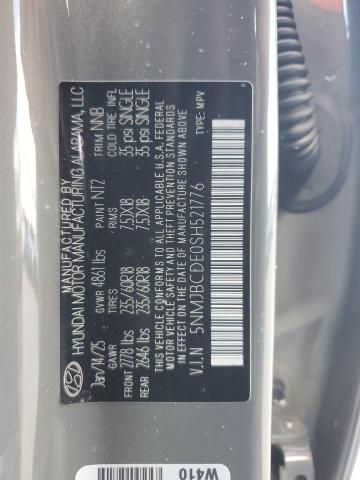 MANUFACTURED BY
HYUNDAI MOTOR MANUFACTURING ALABAMA, LLC
Jan/14/25 GVWR 4861 lbs PAINT NT2 TRIM NNB
GAWR TIRES RIMS COLD TIRE INFL
FRONT 2778 lbs 235/60R18 7.5JX18 35 psi SINGLE
REAR 2646 lbs 235/60R18 7.5JX18 35 psi SINGLE
THIS VEHICLE CONFORMS TO ALL APPLICABLE U.S.A. FEDERAL
MOTOR VEHICLE SAFETY, BUMPER, AND THEFT PREVENTION
STANDARDS IN EFFECT ON THE DATE OF MANUFACTURE
SHOWN ABOVE.
V.I.N 5NMJBCDE0SH521776 TYPE: MPV
W410